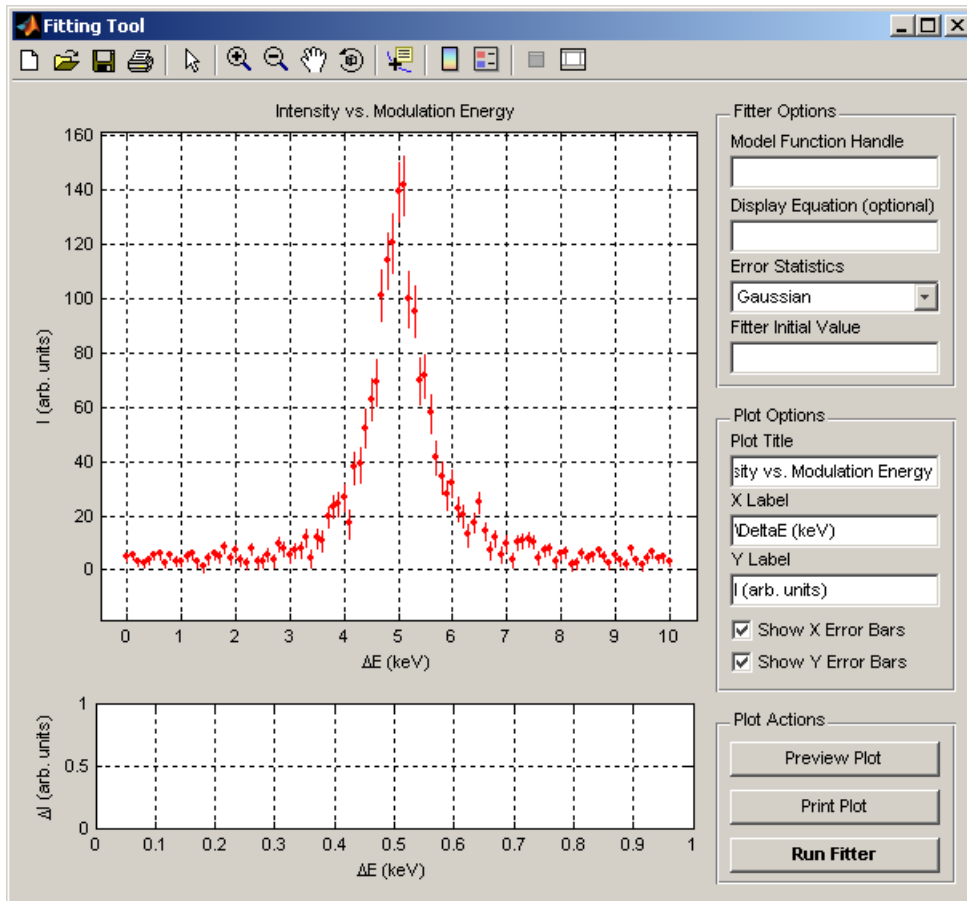 Fitting Tool
Intensity vs. Modulation Energy
160
140
120
100
80
60
40
20
0
I (arb. units)
0 1 2 3 4 5 6 7 8 9 10
ΔE (keV)
1
0.5
0
ΔI (arb. units)
0 0.1 0.2 0.3 0.4 0.5 0.6 0.7 0.8 0.9 1
ΔE (keV)
Fitter Options
Model Function Handle
Display Equation (optional)
Error Statistics
Gaussian
Fitter Initial Value
Plot Options
Plot Title
sity vs. Modulation Energy
X Label
\DeltaE (keV)
Y Label
I (arb. units)
Show X Error Bars
Show Y Error Bars
Plot Actions
Preview Plot
Print Plot
Run Fitter